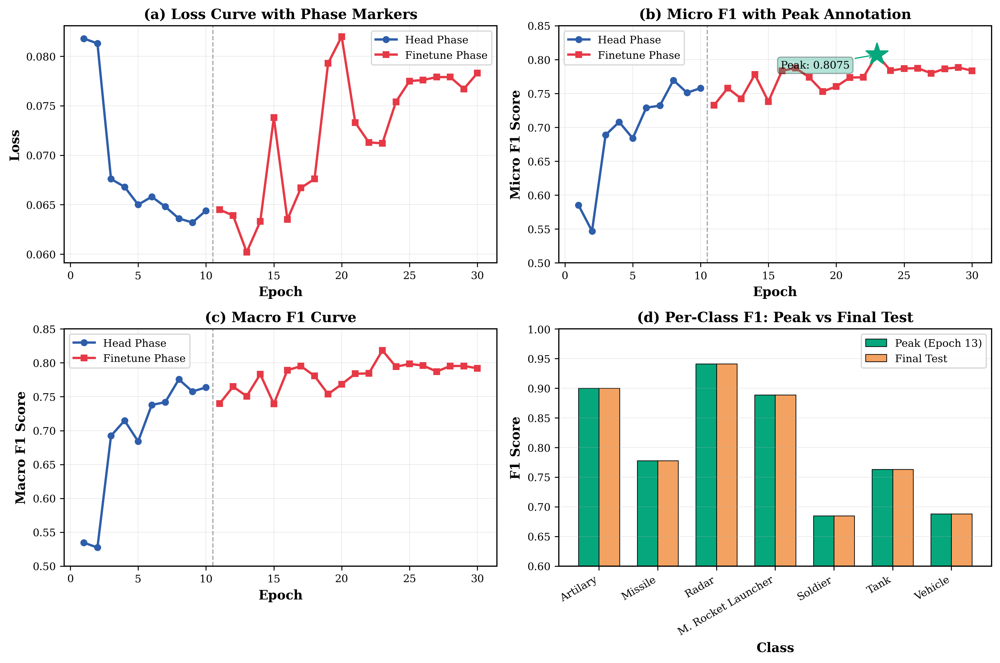 (a) Loss Curve with Phase Markers
Head Phase
Finetune Phase
0.080
0.075
0.070
0.065
0.060
Loss
0 5 10 15 20 25 30
Epoch
(b) Micro F1 with Peak Annotation
Head Phase
Finetune Phase
Peak: 0.8075
0.85
0.80
0.75
0.70
0.65
0.60
0.55
0.50
Micro F1 Score
0 5 10 15 20 25 30
Epoch
(c) Macro F1 Curve
Head Phase
Finetune Phase
0.85
0.80
0.75
0.70
0.65
0.60
0.55
0.50
Macro F1 Score
0 5 10 15 20 25 30
Epoch
(d) Per-Class F1: Peak vs Final Test
Peak (Epoch 13)
Final Test
1.00
0.95
0.90
0.85
0.80
0.75
0.70
0.65
0.60
F1 Score
Artilary
Missile
Radar
M. Rocket Launcher
Soldier
Tank
Vehicle
Class